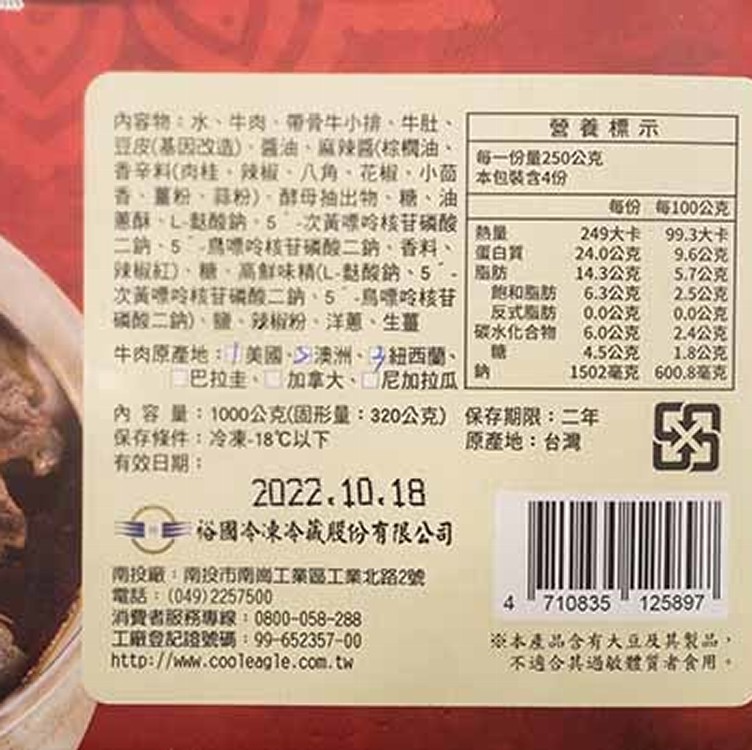 內容物：水、牛肉、帶骨牛小排、牛肚、
豆皮(基因改造)、醬油、麻辣醬(棕櫚油、
香辛料(肉桂、辣椒、八角、花椒、小茴
香、薑粉、蒜粉)、酵母抽出物、糖、油
蔥酥、L-麩酸鈉、5´-次黃嘌呤核苷磷酸
二鈉、5´-鳥嘌呤核苷磷酸二鈉、香料、
辣椒紅)、糖、高鮮味精(L-麩酸鈉、5´-
次黃嘌呤核苷磷酸二鈉、5´-鳥嘌呤核苷
磷酸二鈉)、鹽、辣椒粉、洋蔥、生薑
牛肉原產地：□1美國、□2澳洲、□3紐西蘭、
□巴拉圭、□加拿大、□尼加拉瓜
內 容 量：1000公克(固形量：320公克)
保存條件：冷凍-18℃以下
有效日期：
2022.10.18
裕國冷凍冷藏股份有限公司
南投廠：南投市南崗工業區工業北路2號
電話：(049)2257500
消費者服務專線：0800-058-288
工廠登記證號碼：99-652357-00
http://www.cooleagle.com.tw
營養標示
每一份量250公克
本包裝含4份
每份 每100公克
熱量 249大卡 99.3大卡
蛋白質 24.0公克 9.6公克
脂肪 14.3公克 5.7公克
飽和脂肪 6.3公克 2.5公克
反式脂肪 0.0公克 0.0公克
碳水化合物 6.0公克 2.4公克
糖 4.5公克 1.8公克
鈉 1502毫克 600.8毫克
保存期限：二年
原產地：台灣
4 710835 125897
※本產品含有大豆及其製品，
不適合其過敏體質者食用。